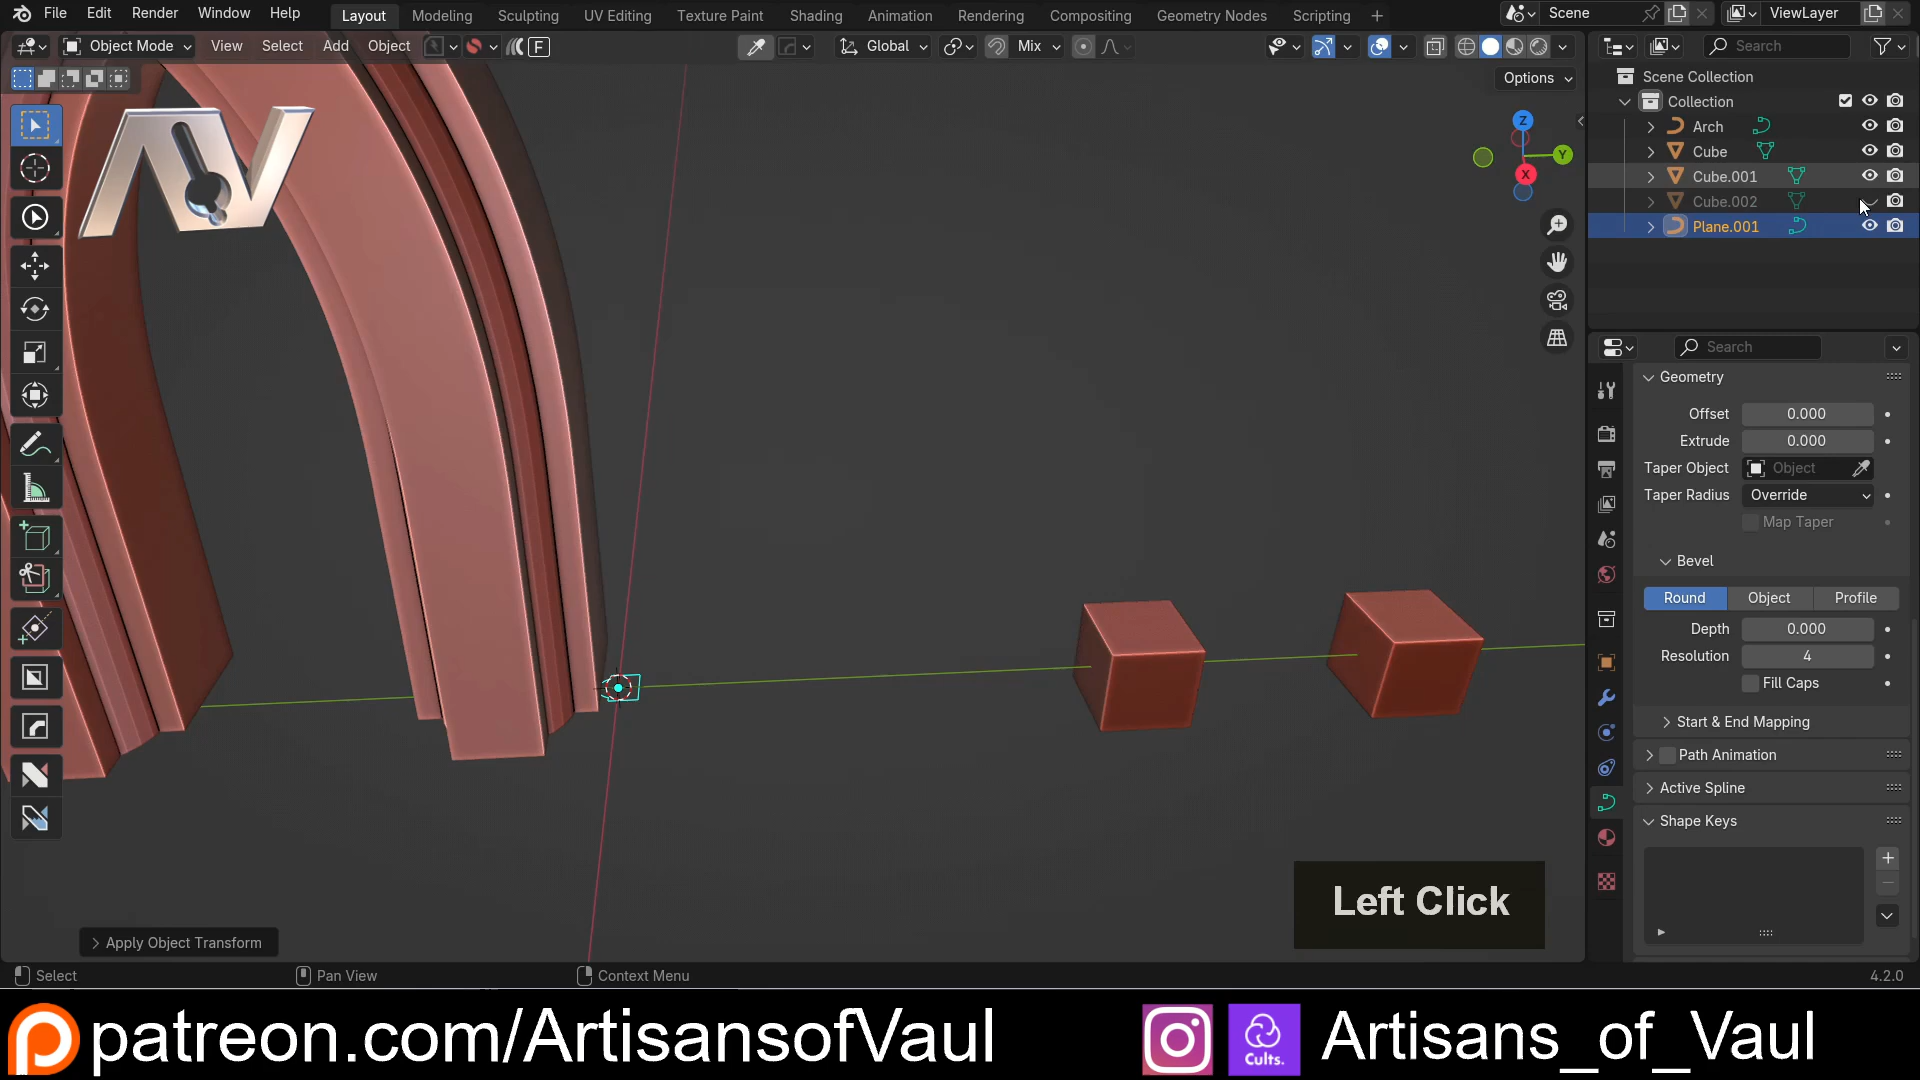 File Edit Render Window Help Layout Modeling Sculpting UV Editing Texture Paint Shading Animation Rendering Compositing Geometry Nodes Scripting + Scene ViewLayer
Object Mode View Select Add Object F Global Mix Search
Options
Scene Collection
Collection
Arch
Cube
Cube.001
Cube.002
Plane.001
Z
Y
X
AV
Search
Geometry
Offset 0.000
Extrude 0.000
Taper Object Object
Taper Radius Override
Map Taper
Bevel
Round Object Profile
Depth 0.000
Resolution 4
Fill Caps
Start & End Mapping
Path Animation
Active Spline
Shape Keys
Left Click
Apply Object Transform
Select Pan View Context Menu 4.2.0
patreon.com/ArtisansofVaul Cults. Artisans_of_Vaul